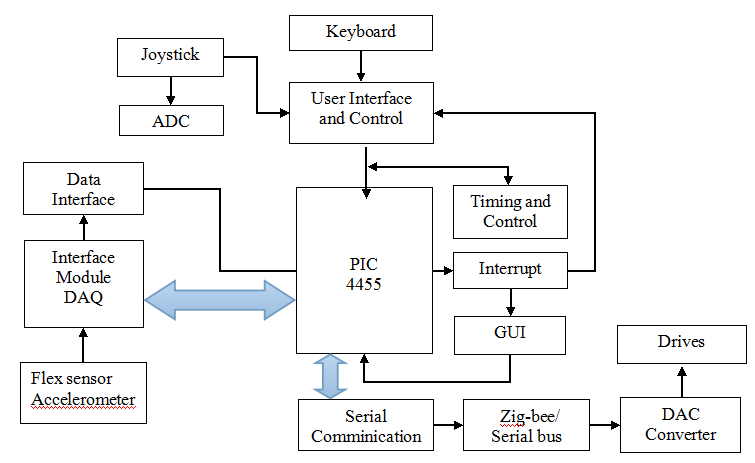 Keyboard
Joystick
User Interface
and Control
ADC
Data
Interface
Timing and
Control
Interface
Module
DAQ
PIC
4455
Interrupt
GUI
Drives
Flex sensor
Accelerometer
Serial
Comminication
Zig-bee/
Serial bus
DAC
Converter